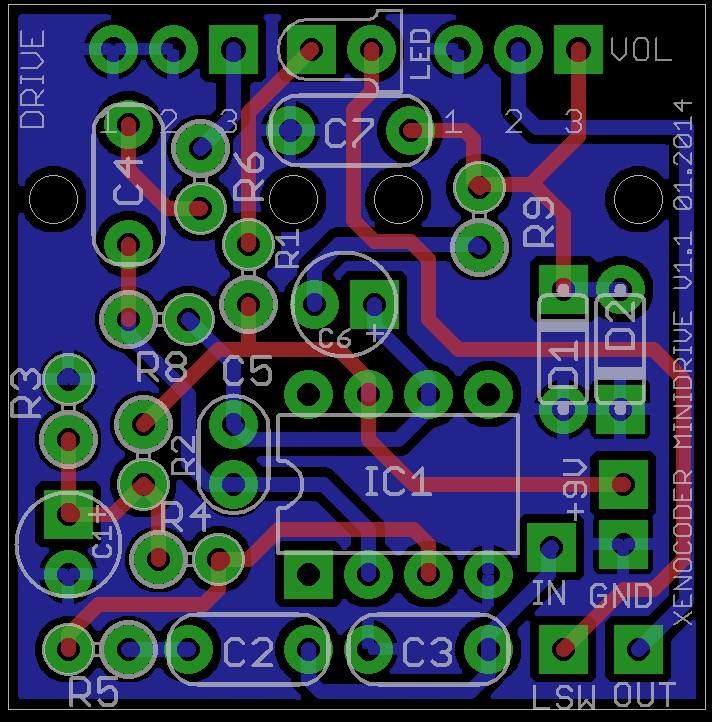 DRIVE
LED
VOL
1 2 3
C7
1 2 3
C4
R6
R9
R1
C6 +
D1
D2
R8
C5
R3
R2
IC1
+9V
C1+
R4
IN
GND
C2
C3
R5
LSW
OUT
XENOCODER MINIDRIVE V1.1 01.2014